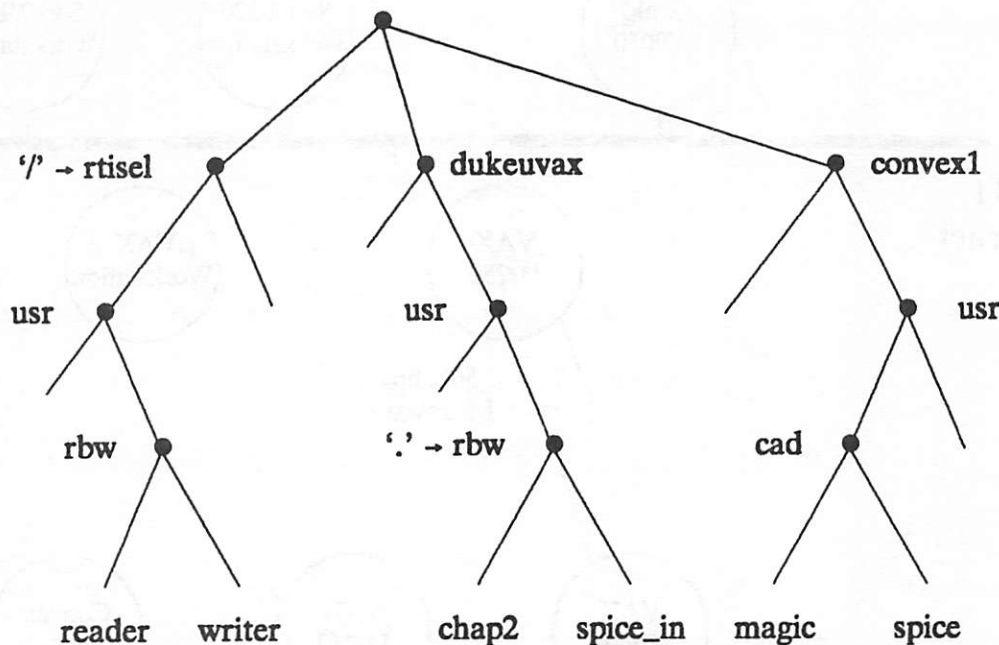 ‘/’ → rtisel dukeuvax convex1
usr usr usr
rbw ‘.’ → rbw cad
reader writer chap2 spice_in magic spice